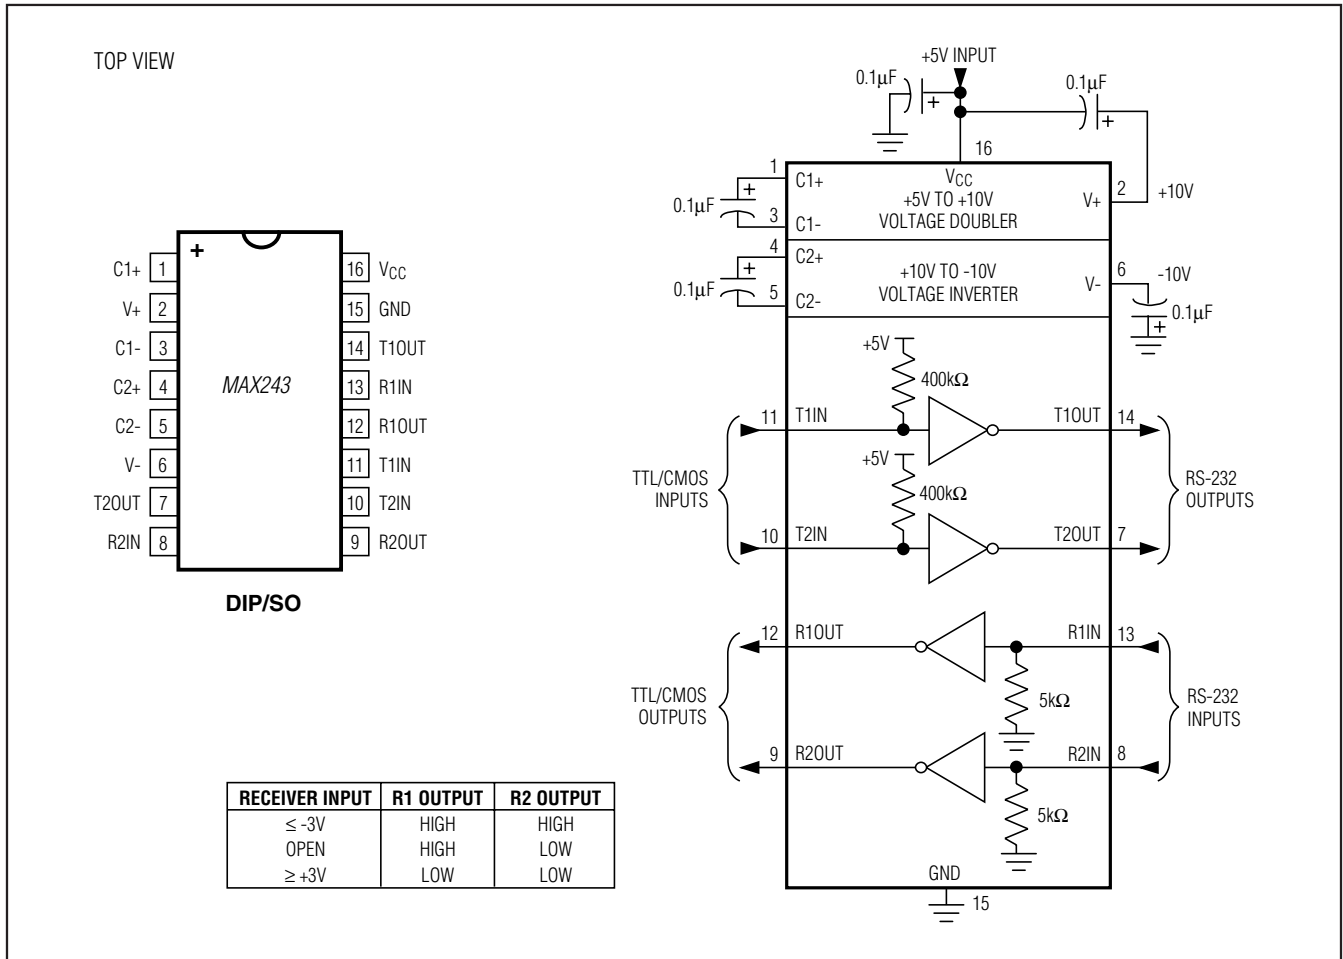 TOP VIEW
+
C1+ 1
V+ 2
C1- 3
C2+ 4
C2- 5
V- 6
T2OUT 7
R2IN 8
MAX243
16 VCC
15 GND
14 T1OUT
13 R1IN
12 R1OUT
11 T1IN
10 T2IN
9 R2OUT
DIP/SO
RECEIVER INPUT R1 OUTPUT R2 OUTPUT
≤ -3V HIGH HIGH
OPEN HIGH LOW
≥ +3V LOW LOW
+5V INPUT
0.1µF
+
0.1µF
+
16
VCC
+5V TO +10V
VOLTAGE DOUBLER
1
C1+
+
0.1µF
3
C1-
V+
2
+10V
4
C2+
+
0.1µF
5
C2-
+10V TO -10V
VOLTAGE INVERTER
V-
6
-10V
0.1µF
+
+5V
400kΩ
11 T1IN
T1OUT 14
+5V
400kΩ
TTL/CMOS
INPUTS
RS-232
OUTPUTS
10 T2IN
T2OUT 7
12 R1OUT
R1IN 13
5kΩ
TTL/CMOS
OUTPUTS
RS-232
INPUTS
9 R2OUT
R2IN 8
5kΩ
GND
15